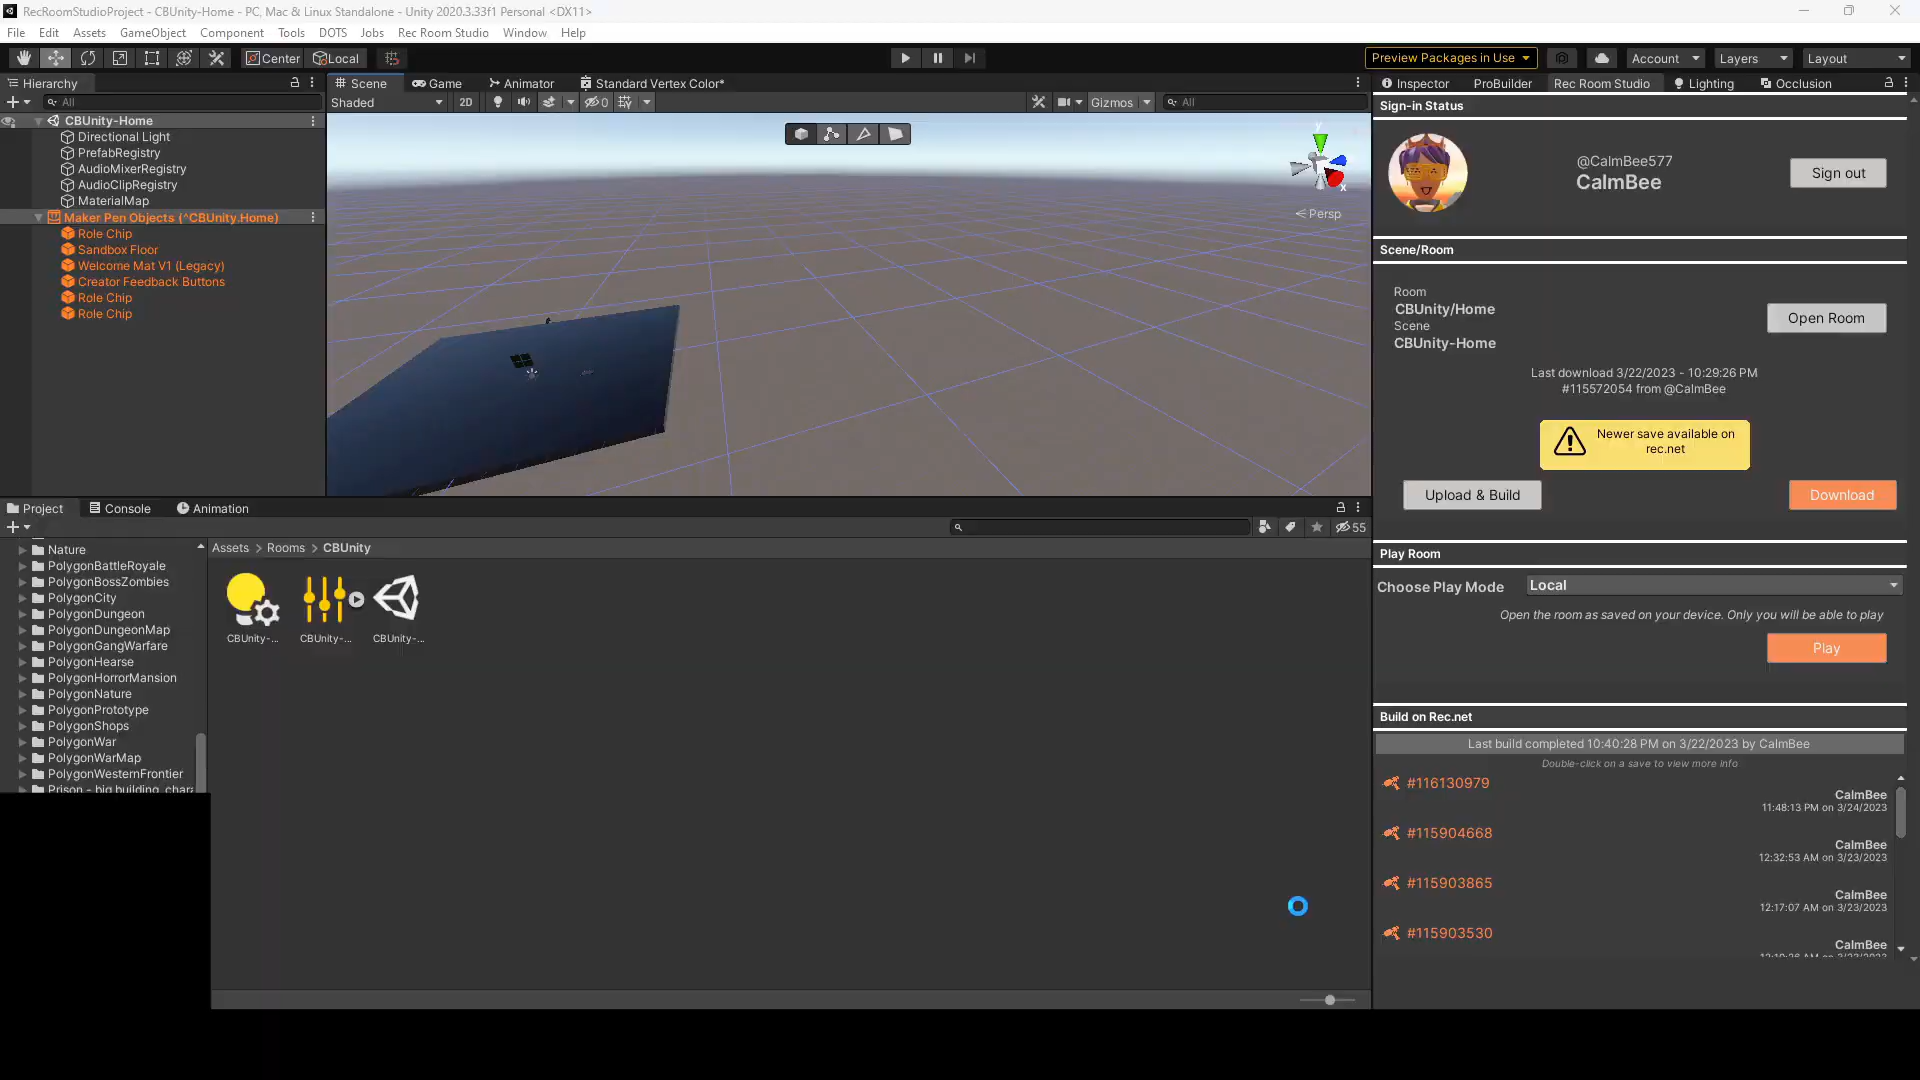 RecRoomStudioProject - CBUnity-Home - PC, Mac & Linux Standalone - Unity 2020.3.33f1 Personal <DX11>
File Edit Assets GameObject Component Tools DOTS Jobs Rec Room Studio Window Help
Center Local Preview Packages in Use Account Layers Layout
Hierarchy
All
CBUnity-Home
Directional Light
PrefabRegistry
AudioMixerRegistry
AudioClipRegistry
MaterialMap
Maker Pen Objects (^CBUnity.Home)
Role Chip
Sandbox Floor
Welcome Mat V1 (Legacy)
Creator Feedback Buttons
Role Chip
Role Chip
Scene Game Animator Standard Vertex Color*
Shaded 2D 0 Gizmos All
y
x
Persp
Project Console Animation
55
Nature
PolygonBattleRoyale
PolygonBossZombies
PolygonCity
PolygonDungeon
PolygonDungeonMap
PolygonGangWarfare
PolygonHearse
PolygonHorrorMansion
PolygonNature
PolygonPrototype
PolygonShops
PolygonWar
PolygonWarMap
PolygonWesternFrontier
Prison - big building, chara
Assets > Rooms > CBUnity
CBUnity-... CBUnity-... CBUnity-...
Inspector ProBuilder Rec Room Studio Lighting Occlusion
Sign-in Status
@CalmBee577
CalmBee
Sign out
Scene/Room
Room
CBUnity/Home
Scene
CBUnity-Home
Open Room
Last download 3/22/2023 - 10:29:26 PM
#115572054 from @CalmBee
Newer save available on
rec.net
Upload & Build Download
Play Room
Choose Play Mode Local
Open the room as saved on your device. Only you will be able to play
Play
Build on Rec.net
Last build completed 10:40:28 PM on 3/22/2023 by CalmBee
Double-click on a save to view more info
#116130979
CalmBee
11:48:13 PM on 3/24/2023
#115904668
CalmBee
12:32:53 AM on 3/23/2023
#115903865
CalmBee
12:17:07 AM on 3/23/2023
#115903530
CalmBee